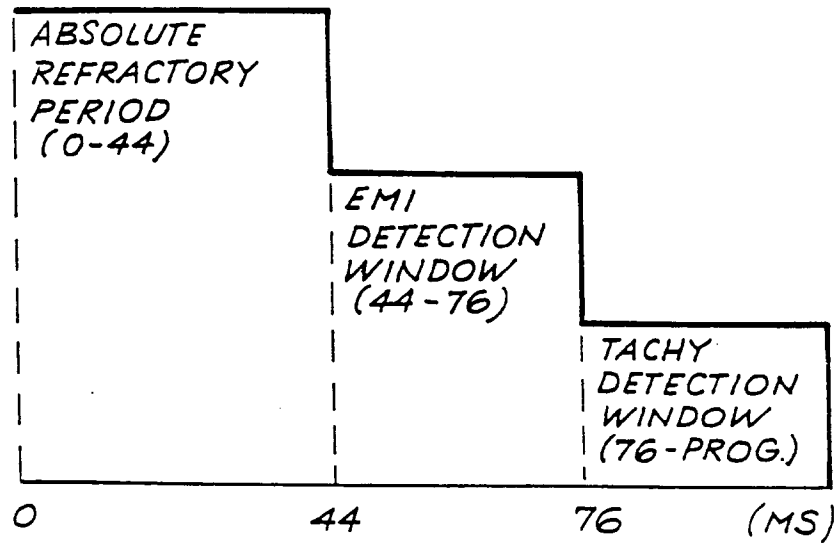 ABSOLUTE
REFRACTORY
PERIOD
(0-44)
EMI
DETECTION
WINDOW
(44-76)
TACHY
DETECTION
WINDOW
(76-PROG.)
0 44 76 (MS)